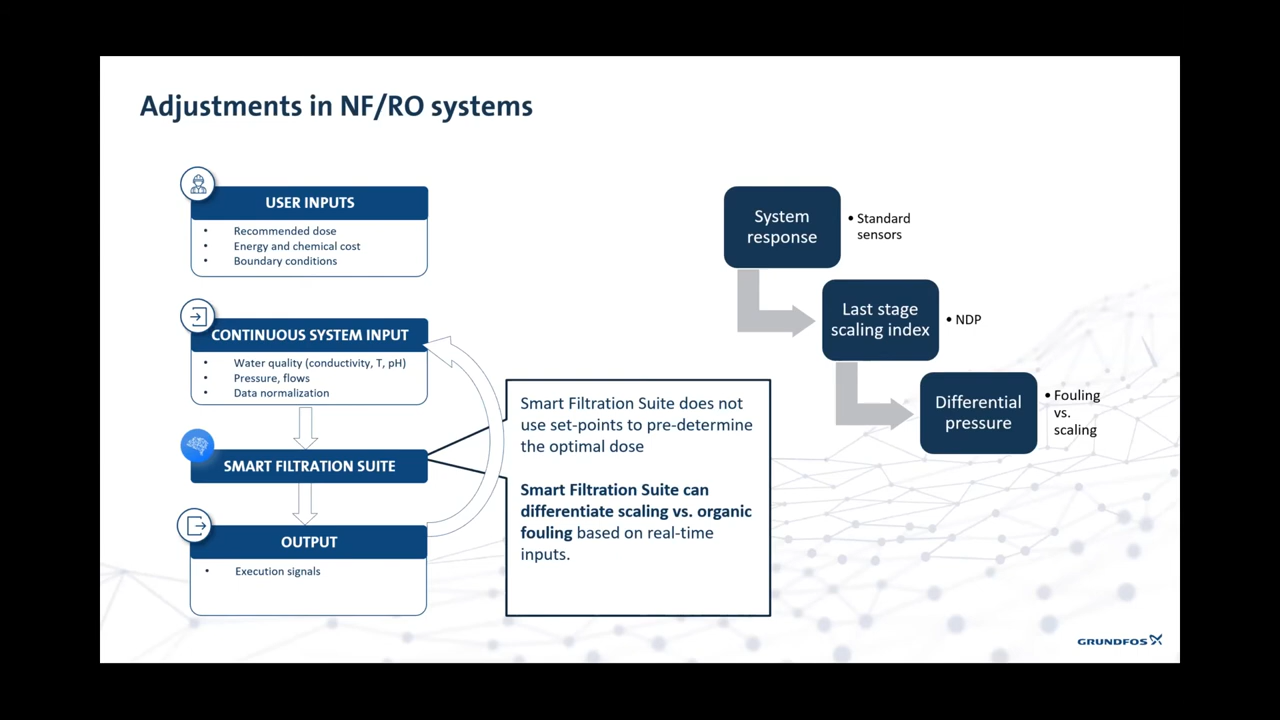 Adjustments in NF/RO systems
USER INPUTS
• Recommended dose
• Energy and chemical cost
• Boundary conditions
CONTINUOUS SYSTEM INPUT
• Water quality (conductivity, T, pH)
• Pressure, flows
• Data normalization
SMART FILTRATION SUITE
OUTPUT
• Execution signals
Smart Filtration Suite does not
use set-points to pre-determine
the optimal dose
Smart Filtration Suite can
differentiate scaling vs. organic
fouling based on real-time
inputs.
System
response
• Standard
sensors
Last stage
scaling index
• NDP
Differential
pressure
• Fouling
vs.
scaling
GRUNDFOS